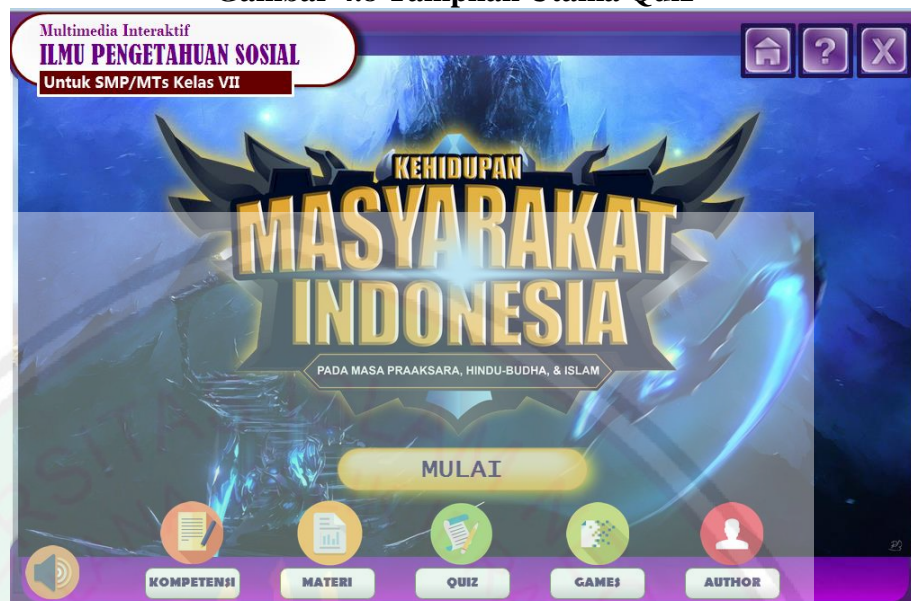 Multimedia Interaktif
ILMU PENGETAHUAN SOSIAL
Untuk SMP/MTs Kelas VII
?
X
KEHIDUPAN
MASYARAKAT
INDONESIA
PADA MASA PRAAKSARA, HINDU-BUDHA, & ISLAM
MULAI
KOMPETENSI
MATERI
QUIZ
GAMES
AUTHOR